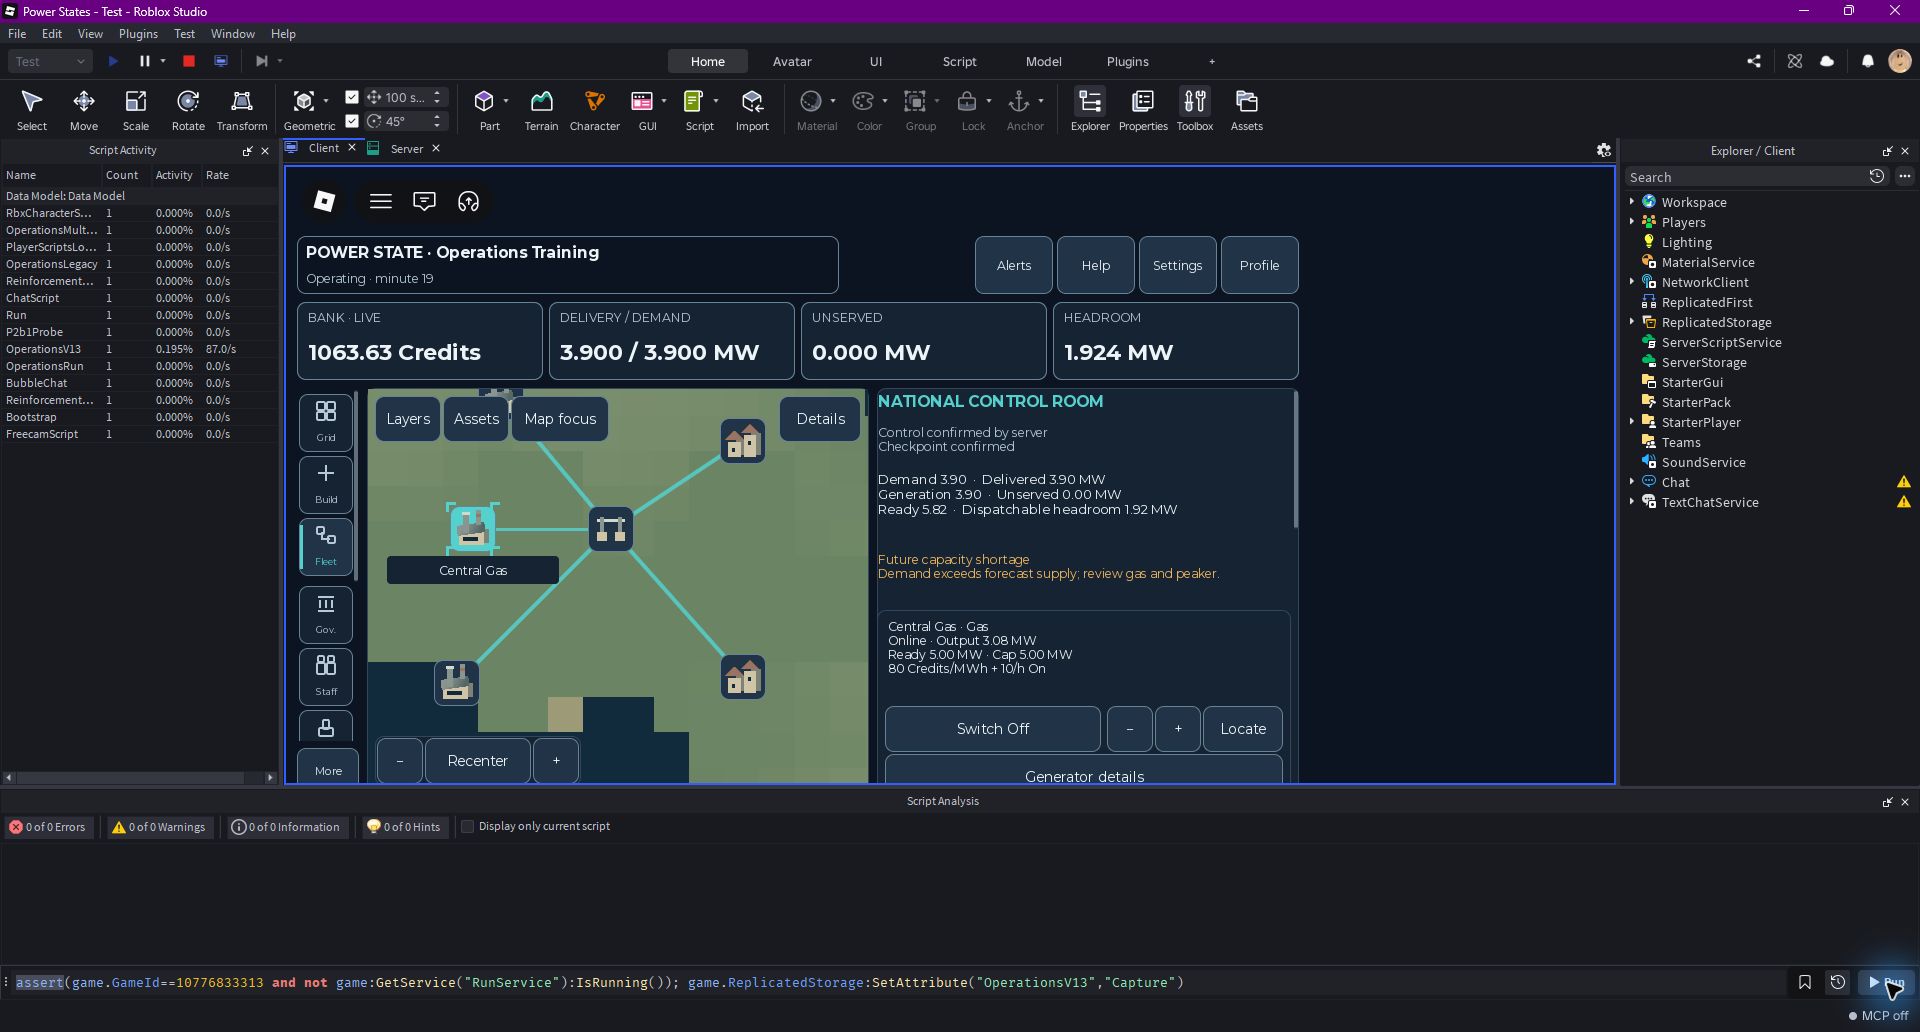 Power States - Test - Roblox Studio
File Edit View Plugins Test Window Help
Test
Home Avatar UI Script Model Plugins +
100 s...
45°
Select Move Scale Rotate Transform Geometric Part Terrain Character GUI Script Import Material Color Group Lock Anchor Explorer Properties Toolbox Assets
Script Activity
Client Server
Explorer / Client
Name Count Activity Rate
Data Model: Data Model
RbxCharacterS... 1 0.000% 0.0/s
OperationsMult... 1 0.000% 0.0/s
PlayerScriptsLo... 1 0.000% 0.0/s
OperationsLegacy 1 0.000% 0.0/s
Reinforcement... 1 0.000% 0.0/s
ChatScript 1 0.000% 0.0/s
Run 1 0.000% 0.0/s
P2b1Probe 1 0.000% 0.0/s
OperationsV13 1 0.195% 87.0/s
OperationsRun 1 0.000% 0.0/s
BubbleChat 1 0.000% 0.0/s
Reinforcement... 1 0.000% 0.0/s
Bootstrap 1 0.000% 0.0/s
FreecamScript 1 0.000% 0.0/s
POWER STATE · Operations Training
Operating · minute 19
Alerts Help Settings Profile
BANK · LIVE
1063.63 Credits
DELIVERY / DEMAND
3.900 / 3.900 MW
UNSERVED
0.000 MW
HEADROOM
1.924 MW
Grid
Build
Fleet
Gov.
Staff
More
Layers Assets Map focus Details
Central Gas
- Recenter +
NATIONAL CONTROL ROOM
Control confirmed by server
Checkpoint confirmed
Demand 3.90 · Delivered 3.90 MW
Generation 3.90 · Unserved 0.00 MW
Ready 5.82 · Dispatchable headroom 1.92 MW
Future capacity shortage
Demand exceeds forecast supply; review gas and peaker.
Central Gas · Gas
Online · Output 3.08 MW
Ready 5.00 MW · Cap 5.00 MW
80 Credits/MWh + 10/h On
Switch Off - + Locate
Generator details
Search
Workspace
Players
Lighting
MaterialService
NetworkClient
ReplicatedFirst
ReplicatedStorage
ServerScriptService
ServerStorage
StarterGui
StarterPack
StarterPlayer
Teams
SoundService
Chat
TextChatService
Script Analysis
0 of 0 Errors 0 of 0 Warnings 0 of 0 Information 0 of 0 Hints Display only current script
assert(game.GameId==10776833313 and not game:GetService("RunService"):IsRunning()); game.ReplicatedStorage:SetAttribute("OperationsV13","Capture")
MCP off